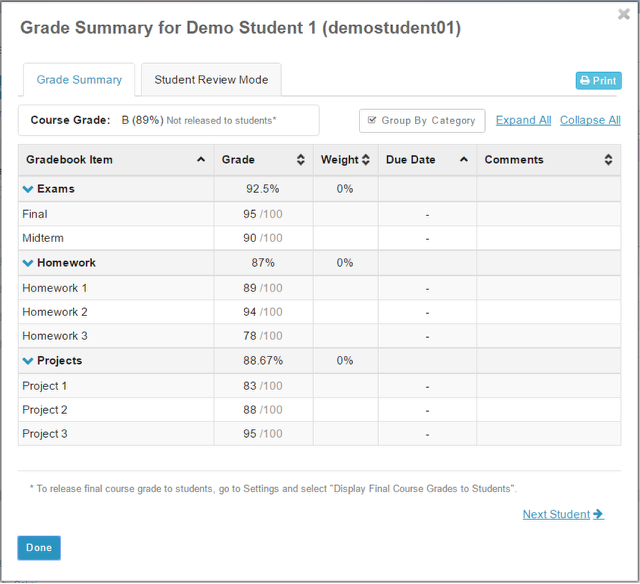 Grade Summary for Demo Student 1 (demostudent01)
Grade Summary Student Review Mode Print
Course Grade: B (89%) Not released to students* Group By Category Expand All Collapse All
Gradebook Item Grade Weight Due Date Comments
Exams 92.5% 0%
Final 95 /100 -
Midterm 90 /100 -
Homework 87% 0%
Homework 1 89 /100 -
Homework 2 94 /100 -
Homework 3 78 /100 -
Projects 88.67% 0%
Project 1 83 /100 -
Project 2 88 /100 -
Project 3 95 /100 -
* To release final course grade to students, go to Settings and select "Display Final Course Grades to Students".
Next Student
Done